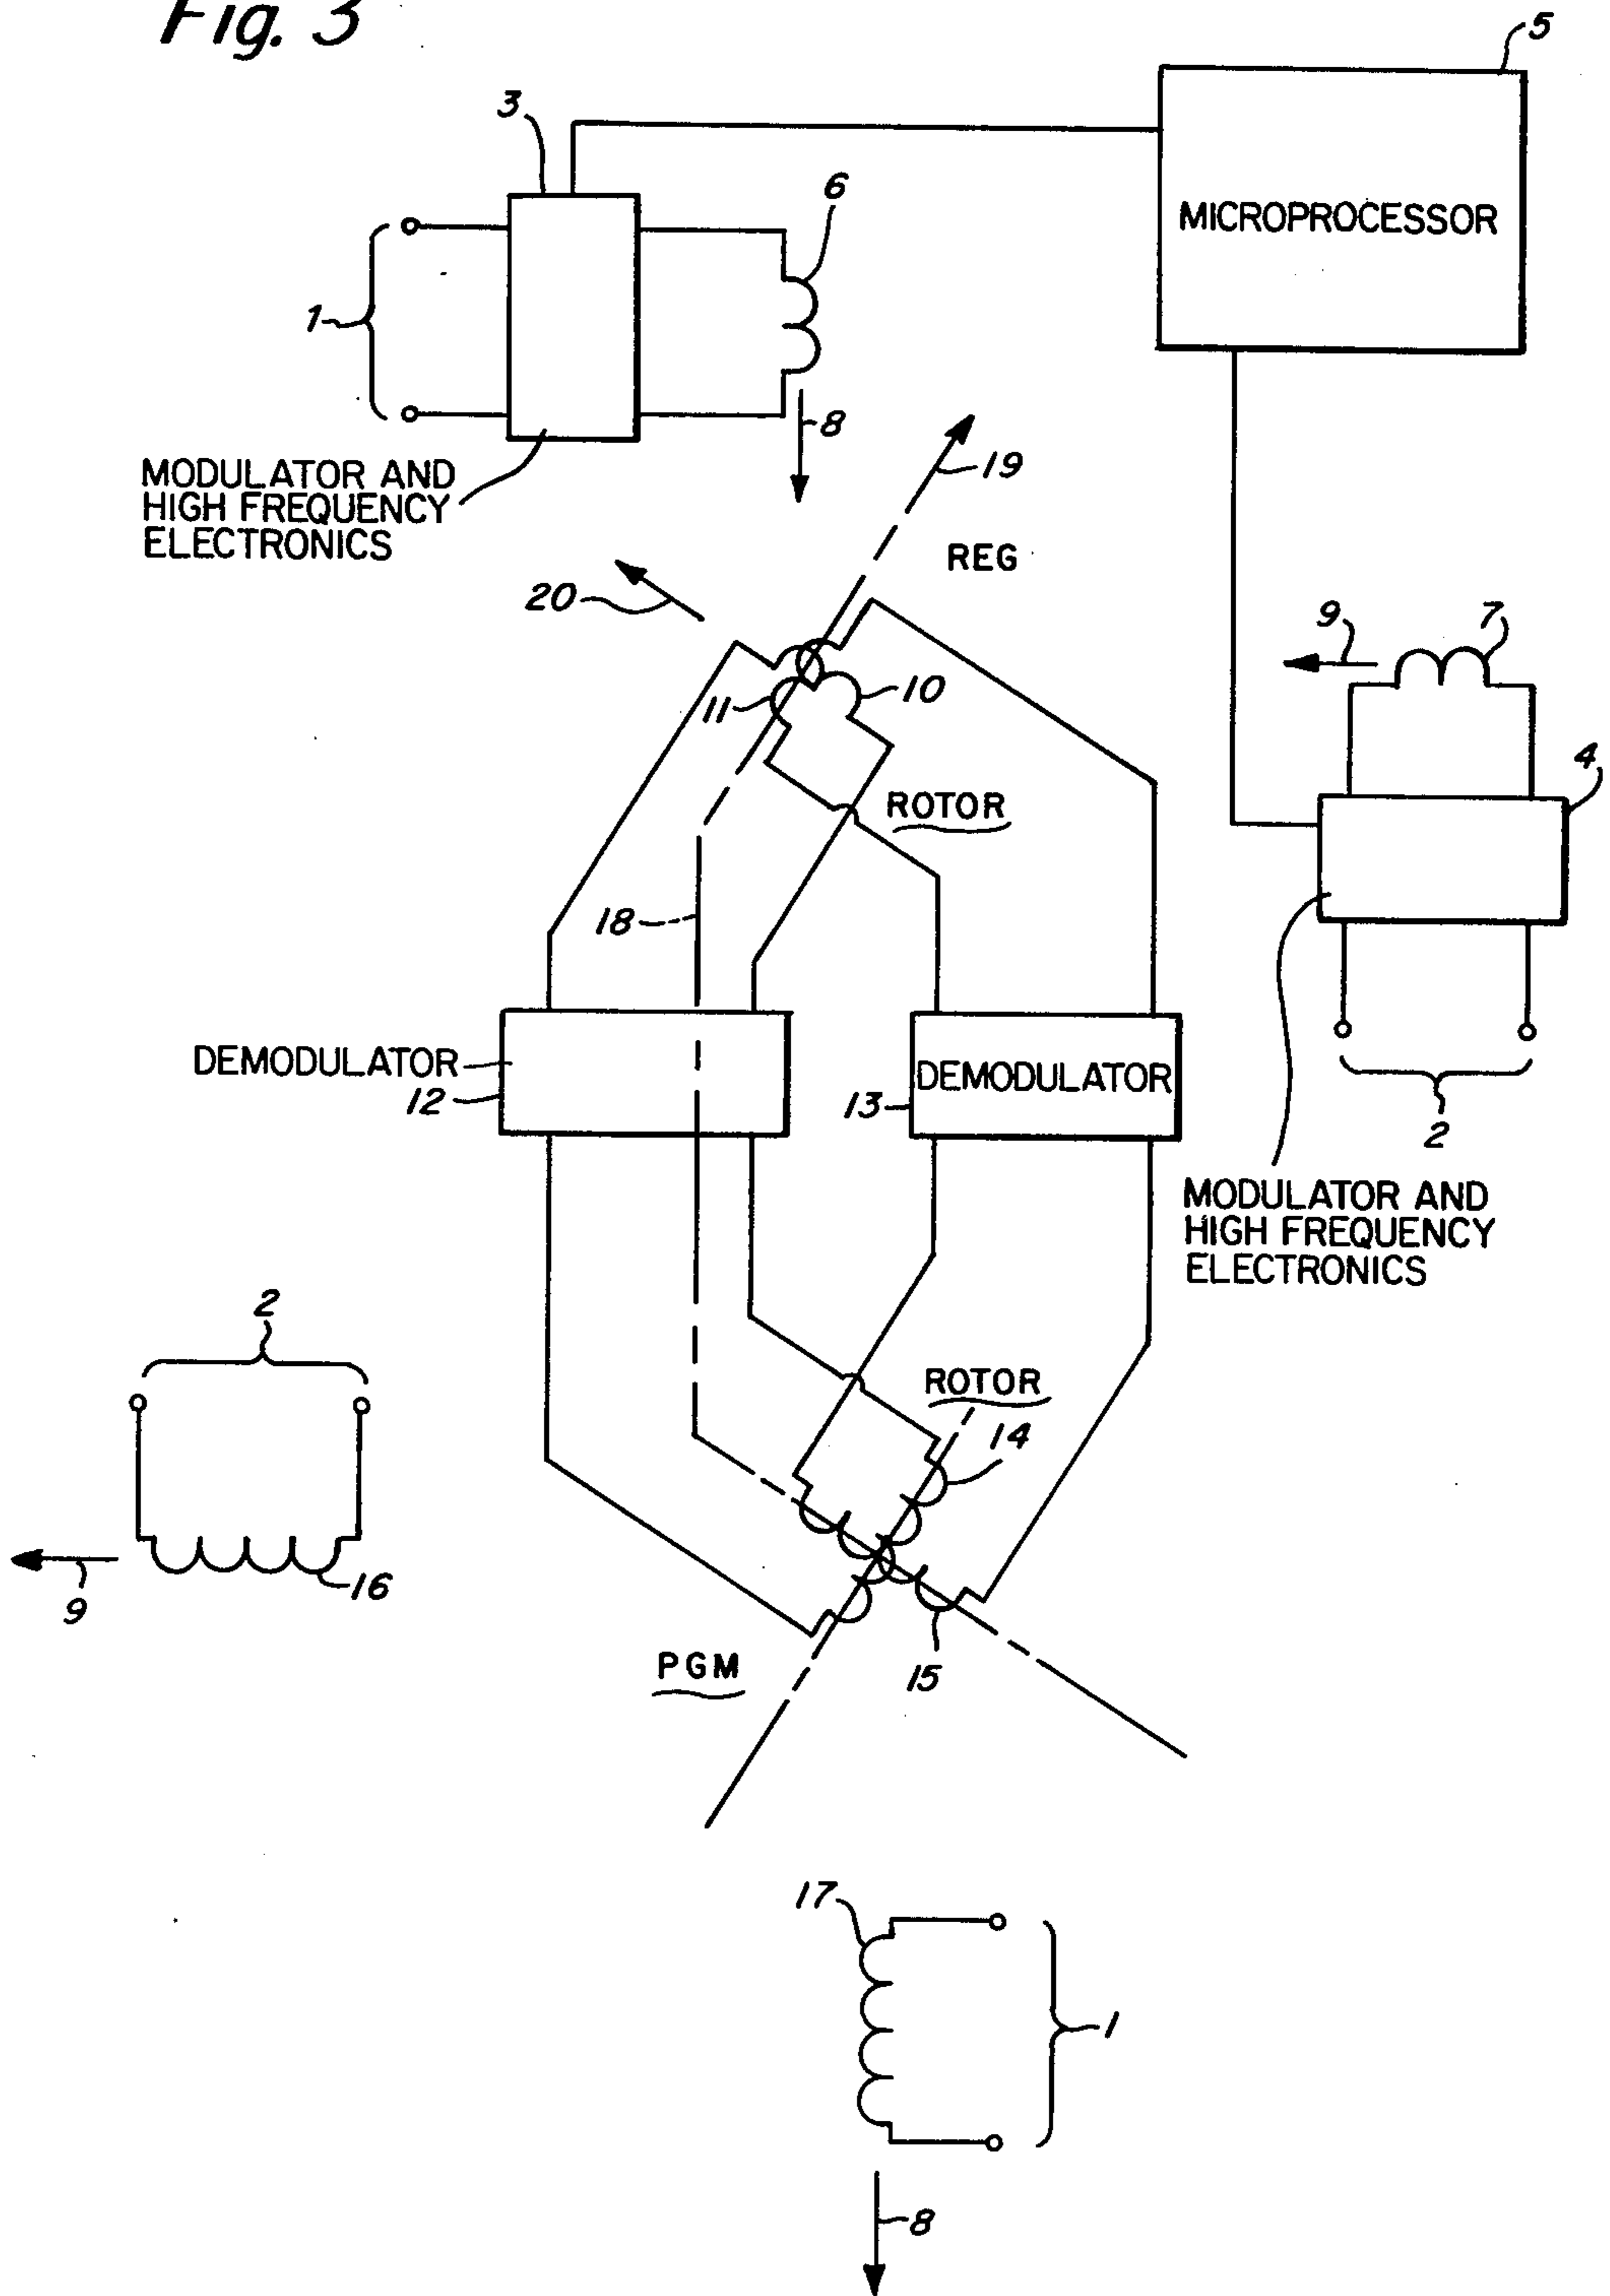 Fig. 3
5
3
6
MICROPROCESSOR
1
8
19
MODULATOR AND
HIGH FREQUENCY
ELECTRONICS
REG
20
9
7
11
10
4
ROTOR
18
DEMODULATOR
12
DEMODULATOR
13
2
MODULATOR AND
HIGH FREQUENCY
ELECTRONICS
2
ROTOR
14
9
16
PGM
15
17
1
8